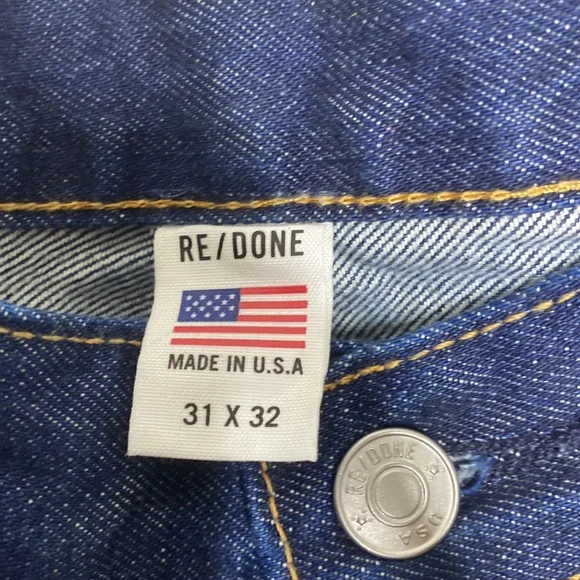 RE/DONE
MADE IN U.S.A
31 X 32
RE/DONE
USA